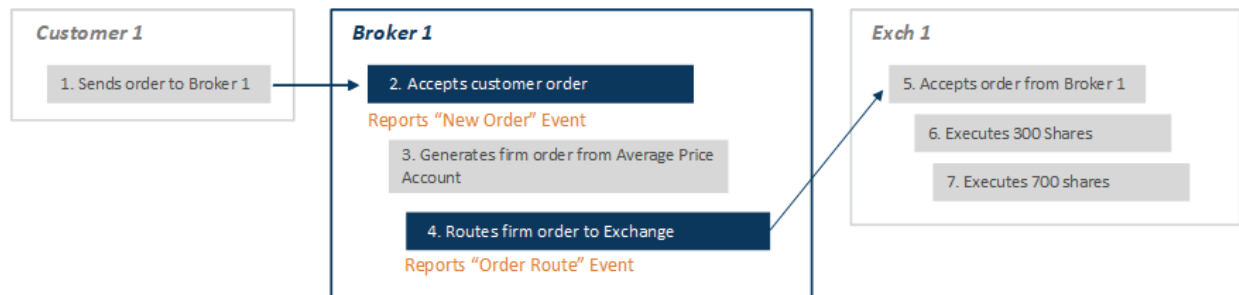 Customer 1
1. Sends order to Broker 1
Broker 1
2. Accepts customer order
Reports “New Order” Event
3. Generates firm order from Average Price
Account
4. Routes firm order to Exchange
Reports “Order Route” Event
Exch 1
5. Accepts order from Broker 1
6. Executes 300 Shares
7. Executes 700 shares